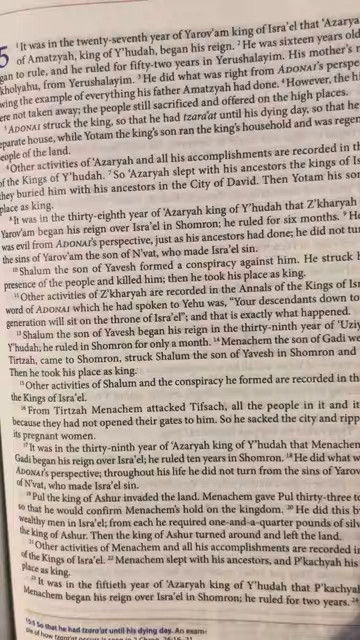 5 ¹It was in the twenty-seventh year of Yarov'am king of Isra'el that 'Azarya
of Amatzyah, king of Y'hudah, began his reign. ²He was sixteen years old
gan to rule, and he ruled for fifty-two years in Yerushalayim. His mother's
kholyahu, from Yerushalayim. ³He did what was right from ADONAI's perspe
wing the example of everything his father Amatzyah had done. ⁴However, the hi
ere not taken away; the people still sacrificed and offered on the high places.
⁵ADONAI struck the king, so that he had tzara'at until his dying day, so that he
eparate house, while Yotam the king's son ran the king's household and was regen
eople of the land.
⁶Other activities of 'Azaryah and all his accomplishments are recorded in th
of the Kings of Y'hudah. ⁷So 'Azaryah slept with his ancestors the kings of
they buried him with his ancestors in the City of David. Then Yotam his son
place as king.
⁸It was in the thirty-eighth year of 'Azaryah king of Y'hudah that Z'kharyah
Yarov'am began his reign over Isra'el in Shomron; he ruled for six months. ⁹He
was evil from ADONAI's perspective, just as his ancestors had done; he did not tur
the sins of Yarov'am the son of N'vat, who made Isra'el sin.
¹⁰Shalum the son of Yavesh formed a conspiracy against him. He struck h
presence of the people and killed him; then he took his place as king.
¹¹Other activities of Z'kharyah are recorded in the Annals of the Kings of Isr
word of ADONAI which he had spoken to Yehu was, "Your descendants down to
generation will sit on the throne of Isra'el"; and that is exactly what happened.
¹³Shalum the son of Yavesh began his reign in the thirty-ninth year of 'Uziy
Y'hudah; he ruled in Shomron for only a month. ¹⁴Menachem the son of Gadi we
Tirtzah, came to Shomron, struck Shalum the son of Yavesh in Shomron and
Then he took his place as king.
¹⁵Other activities of Shalum and the conspiracy he formed are recorded in th
the Kings of Isra'el.
¹⁶From Tirtzah Menachem attacked Tifsach, all the people in it and it
because they had not opened their gates to him. So he sacked the city and ripp
its pregnant women.
¹⁷It was in the thirty-ninth year of 'Azaryah king of Y'hudah that Menachem
Gadi began his reign over Isra'el; he ruled ten years in Shomron. ¹⁸He did what w
ADONAI's perspective; throughout his life he did not turn from the sins of Yarov
of N'vat, who made Isra'el sin.
¹⁹Pul the king of Ashur invaded the land. Menachem gave Pul thirty-three to
so that he would confirm Menachem's hold on the kingdom. ²⁰He did this by
wealthy men in Isra'el; from each he required one-and-a-quarter pounds of silv
the king of Ashur. Then the king of Ashur turned around and left the land.
²¹Other activities of Menachem and all his accomplishments are recorded in
of the Kings of Isra'el. ²²Menachem slept with his ancestors, and P'kachyah his
place as king.
²³It was in the fiftieth year of 'Azaryah king of Y'hudah that P'kachyah
Menachem began his reign over Isra'el in Shomron; he ruled for two years. ²⁴
15:5 So that he had tzara'at until his dying day. An exam